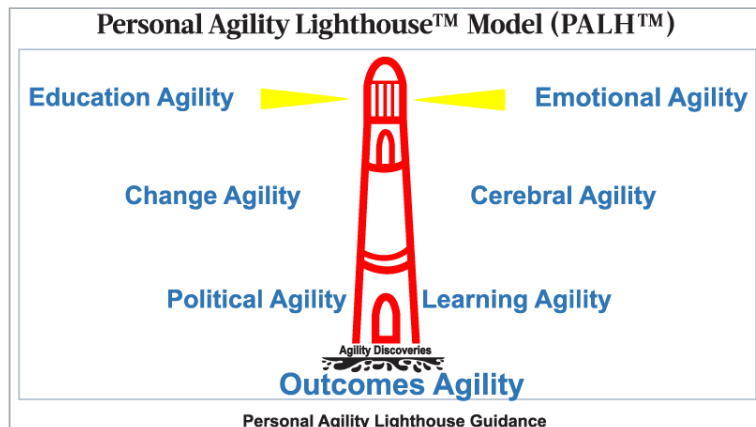 Personal Agility Lighthouse™ Model (PALH™)
Education Agility
Emotional Agility
Change Agility
Cerebral Agility
Political Agility
Learning Agility
Agility Discoveries
Outcomes Agility
Personal Agility Lighthouse Guidance